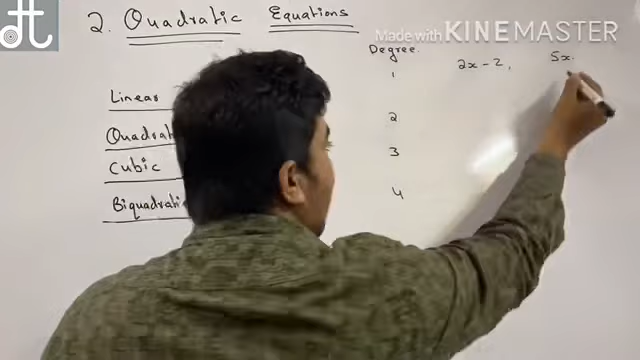 2. Quadratic Equations
Made with KINEMASTER
Degree.
Linear 1 2x - 2, 5x.
2
Cubic 3
4